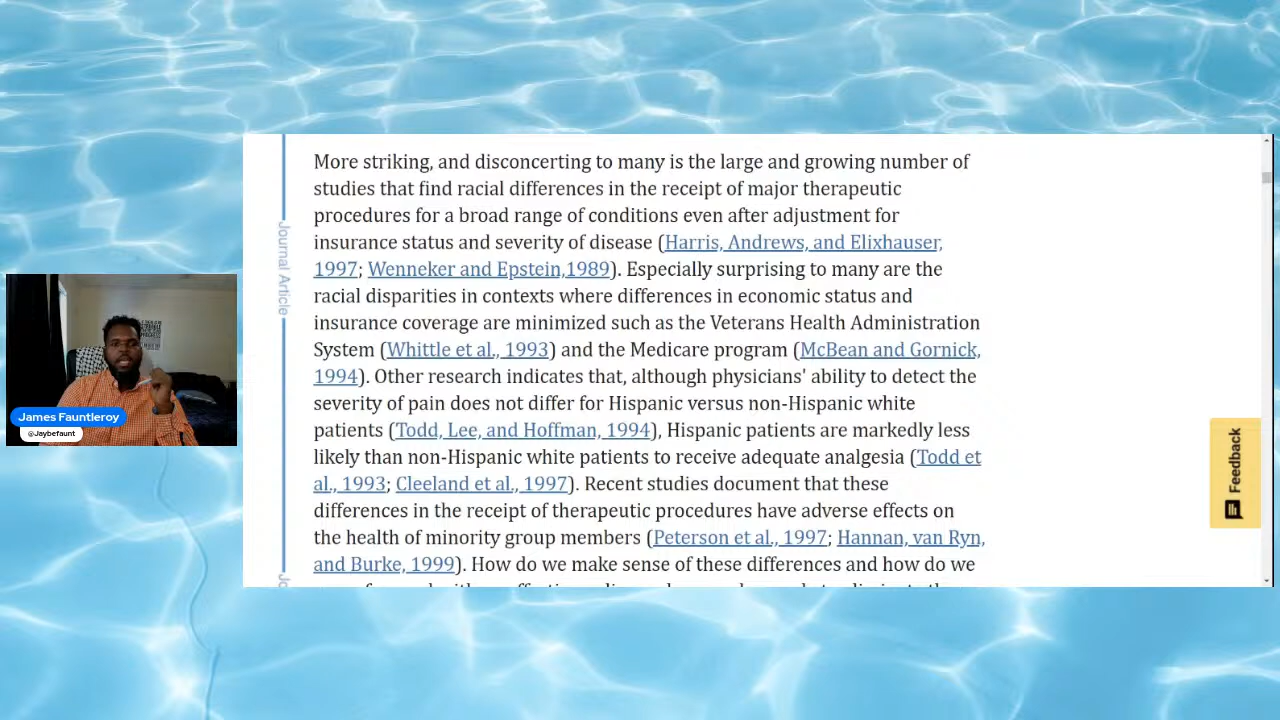 More striking, and disconcerting to many is the large and growing number of
studies that find racial differences in the receipt of major therapeutic
procedures for a broad range of conditions even after adjustment for
insurance status and severity of disease (Harris, Andrews, and Elixhauser,
1997; Wenneker and Epstein,1989). Especially surprising to many are the
racial disparities in contexts where differences in economic status and
insurance coverage are minimized such as the Veterans Health Administration
System (Whittle et al., 1993) and the Medicare program (McBean and Gornick,
1994). Other research indicates that, although physicians' ability to detect the
severity of pain does not differ for Hispanic versus non-Hispanic white
patients (Todd, Lee, and Hoffman, 1994), Hispanic patients are markedly less
likely than non-Hispanic white patients to receive adequate analgesia (Todd et
al., 1993; Cleeland et al., 1997). Recent studies document that these
differences in the receipt of therapeutic procedures have adverse effects on
the health of minority group members (Peterson et al., 1997; Hannan, van Ryn,
and Burke, 1999). How do we make sense of these differences and how do we
Journal Article
Jo
James Fauntleroy
@Jaybefaunt
Feedback